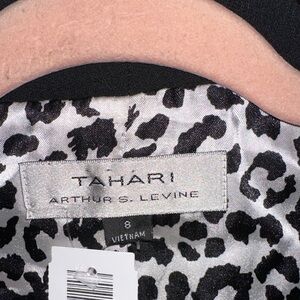 TAHARI
ARTHUR S. LEVINE
8
VIETNAM